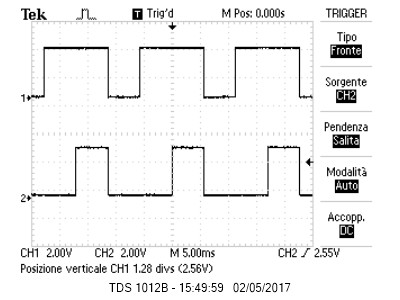 Tek T Trig'd M Pos: 0.000s TRIGGER
Tipo
Fronte
Sorgente
CH2
Pendenza
Salita
Modalità
Auto
Accopp.
DC
1
2
CH1 2.00V CH2 2.00V M 5.00ms CH2 2.55V
Posizione verticale CH1 1.28 divs (2.56V)
TDS 1012B - 15:49:59 02/05/2017